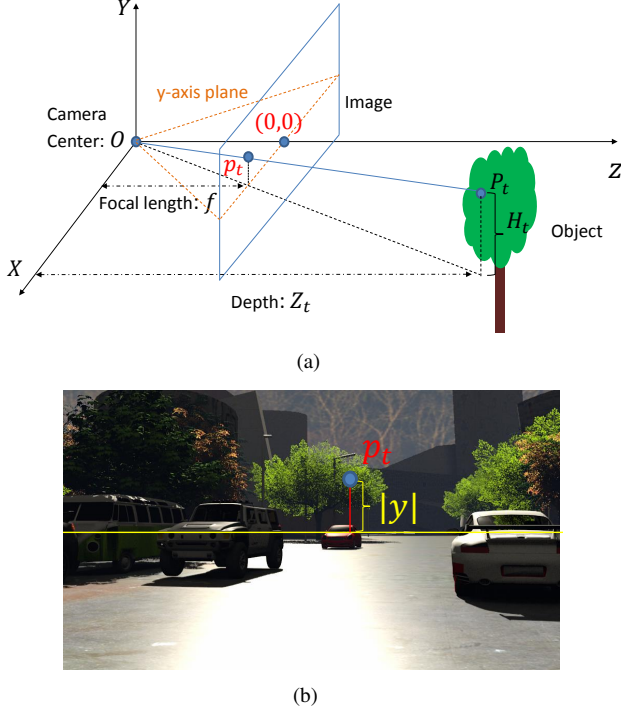 Y
y-axis plane
Image
Camera
Center: O
(0,0)
Z
p_t
P_t
Focal length: f
H_t
Object
X
Depth: Z_t
(a)
p_t
|y|
(b)